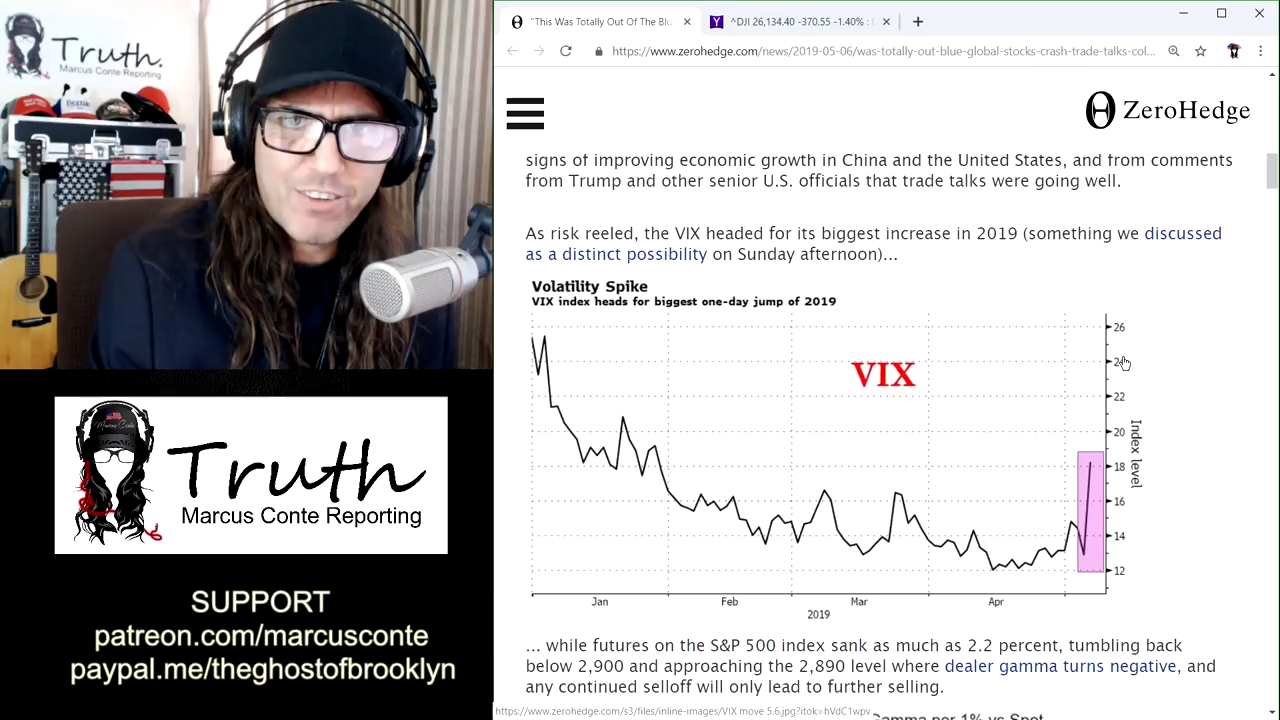 Truth.
Marcus Conte Reporting
"This Was Totally Out Of The Blu
^DJI 26,134.40 -370.55 -1.40% :
https://www.zerohedge.com/news/2019-05-06/was-totally-out-blue-global-stocks-crash-trade-talks-col...
ZeroHedge
signs of improving economic growth in China and the United States, and from comments
from Trump and other senior U.S. officials that trade talks were going well.
As risk reeled, the VIX headed for its biggest increase in 2019 (something we discussed
as a distinct possibility on Sunday afternoon)...
Volatility Spike
VIX index heads for biggest one-day jump of 2019
VIX
26
24
22
20
18
16
14
12
Index level
Jan Feb Mar Apr
2019
... while futures on the S&P 500 index sank as much as 2.2 percent, tumbling back
below 2,900 and approaching the 2,890 level where dealer gamma turns negative, and
any continued selloff will only lead to further selling.
https://www.zerohedge.com/s3/files/inline-images/VIX move 5.6.jpg?itok=hVdC1wpv
Gamma per 1% vs Spot
Marcus Conte
Truth
Marcus Conte Reporting
SUPPORT
patreon.com/marcusconte
paypal.me/theghostofbrooklyn